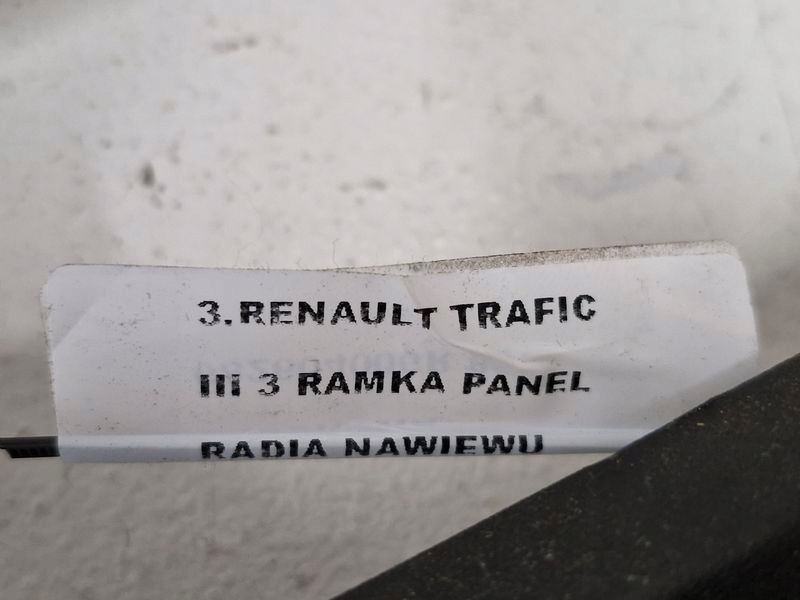 3.RENAULT TRAFIC
III 3 RAMKA PANEL
RADIA NAWIEWU